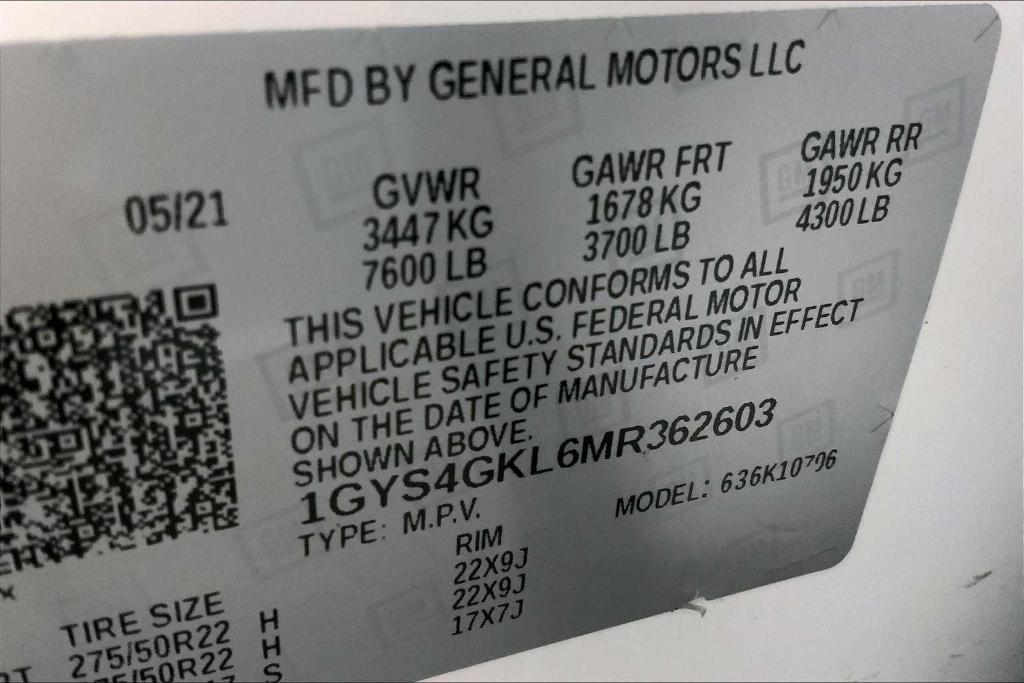 MFD BY GENERAL MOTORS LLC
05/21
GVWR
3447 KG
7600 LB
GAWR FRT
1678 KG
3700 LB
GAWR RR
1950 KG
4300 LB
THIS VEHICLE CONFORMS TO ALL
APPLICABLE U.S. FEDERAL MOTOR
VEHICLE SAFETY STANDARDS IN EFFECT
ON THE DATE OF MANUFACTURE
SHOWN ABOVE.
1GYS4GKL6MR362603
TYPE: M.P.V.
MODEL:
TIRE SIZE
RIM
275/50R22 H 22X9J
H 22X9J
S 17X7J